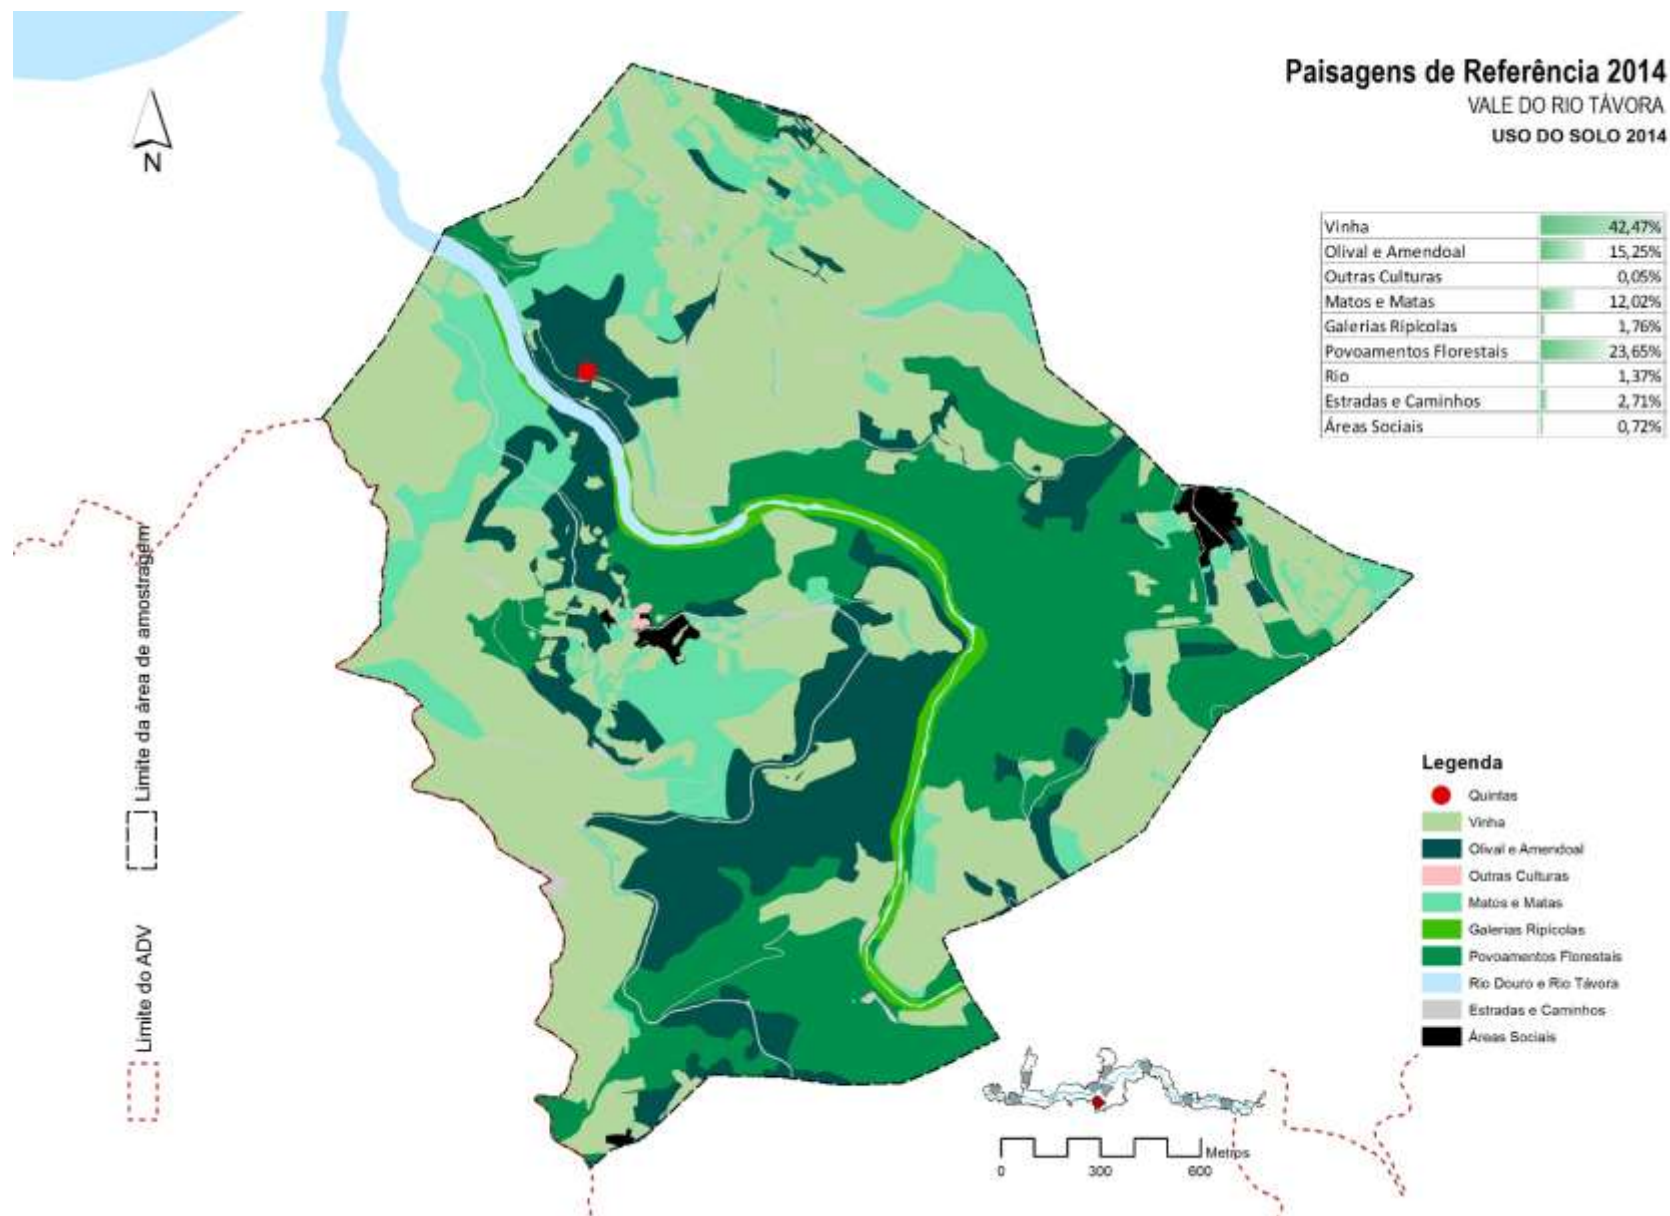 Paisagens de Referência 2014
VALE DO RIO TÁVORA
USO DO SOLO 2014
N
Vinha 42,47%
Olival e Amendoal 15,25%
Outras Culturas 0,05%
Matos e Matas 12,02%
Galerias Ripícolas 1,76%
Povoamentos Florestais 23,65%
Rio 1,37%
Estradas e Caminhos 2,71%
Áreas Sociais 0,72%
Limite da área de amostragem
Limite do ADV
Legenda
Quintas
Vinha
Olival e Amendoal
Outras Culturas
Matos e Matas
Galerias Ripícolas
Povoamentos Florestais
Rio Douro e Rio Távora
Estradas e Caminhos
Áreas Sociais
Metros
0 300 600